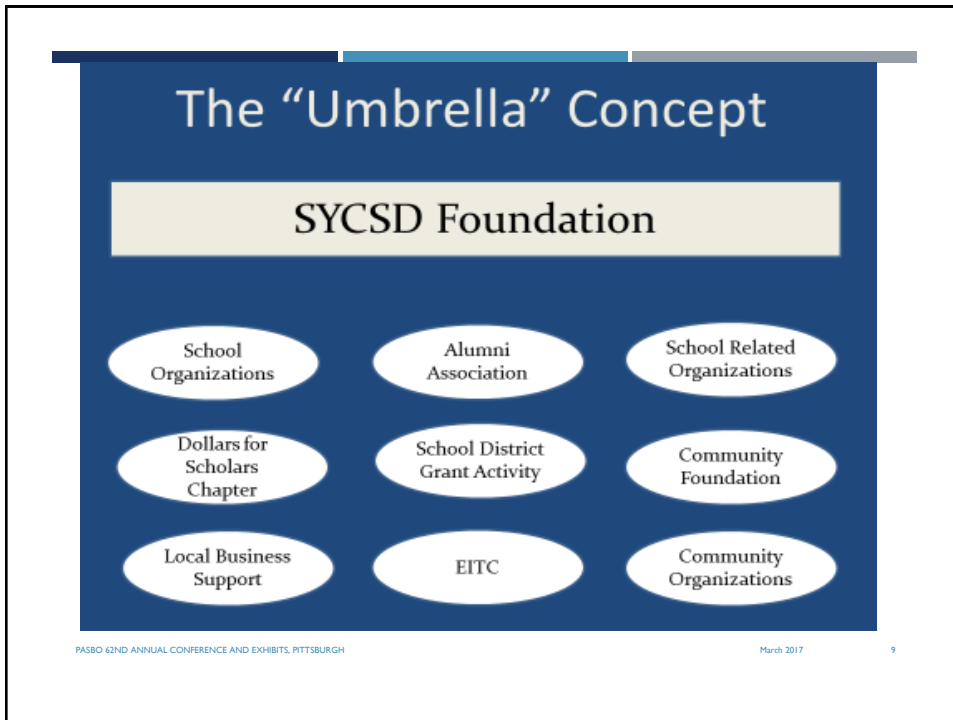 The “Umbrella” Concept
SYCSD Foundation
School
Organizations
Alumni
Association
School Related
Organizations
Dollars for
Scholars
Chapter
School District
Grant Activity
Community
Foundation
Local Business
Support
EITC
Community
Organizations
PASBO 62ND ANNUAL CONFERENCE AND EXHIBITS, PITTSBURGH
March 2017
9